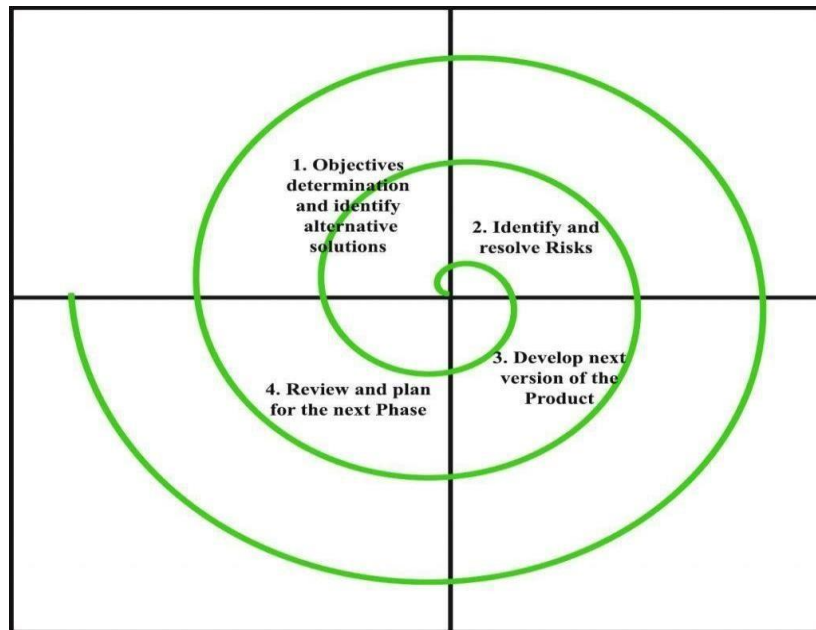 1. Objectives
determination
and identify
alternative
solutions
2. Identify and
resolve Risks
3. Develop next
version of the
Product
4. Review and plan
for the next Phase